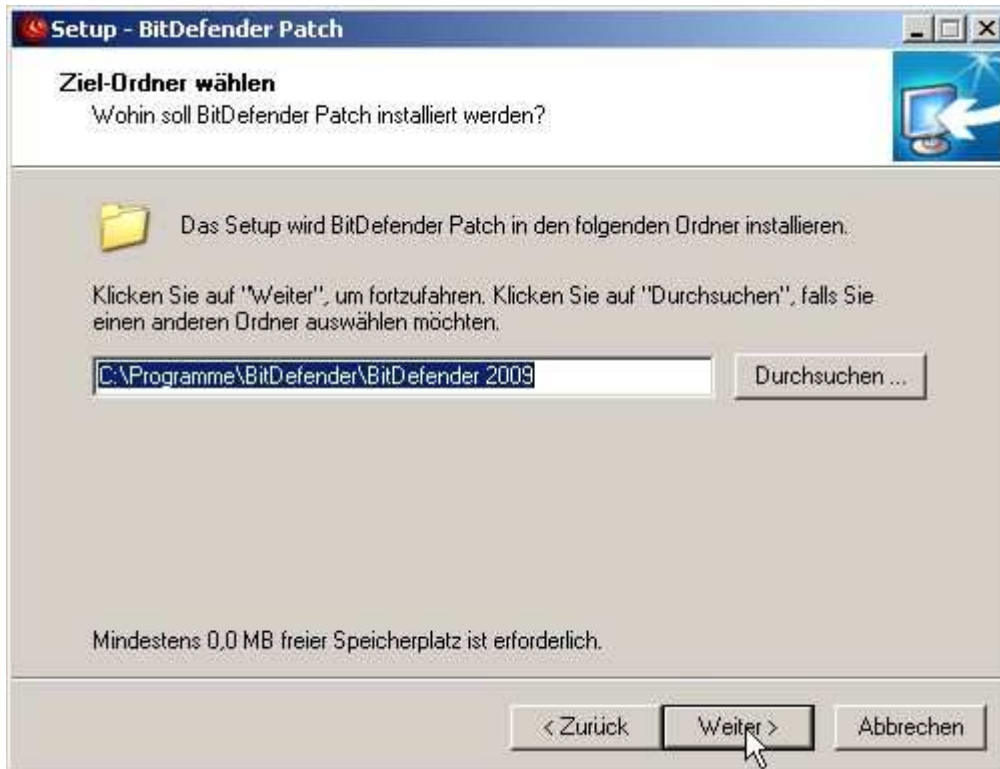 Setup - BitDefender Patch
Ziel-Ordner wählen
Wohin soll BitDefender Patch installiert werden?
Das Setup wird BitDefender Patch in den folgenden Ordner installieren.
Klicken Sie auf "Weiter", um fortzufahren. Klicken Sie auf "Durchsuchen", falls Sie
einen anderen Ordner auswählen möchten.
C:\Programme\BitDefender\BitDefender 2009
Durchsuchen ...
Mindestens 0,0 MB freier Speicherplatz ist erforderlich.
< Zurück
Weiter >
Abbrechen